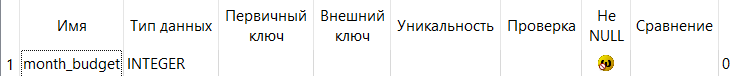 Имя Тип данных Первичный ключ Внешний ключ Уникальность Проверка Не NULL Сравнение
1 month_budget INTEGER 0